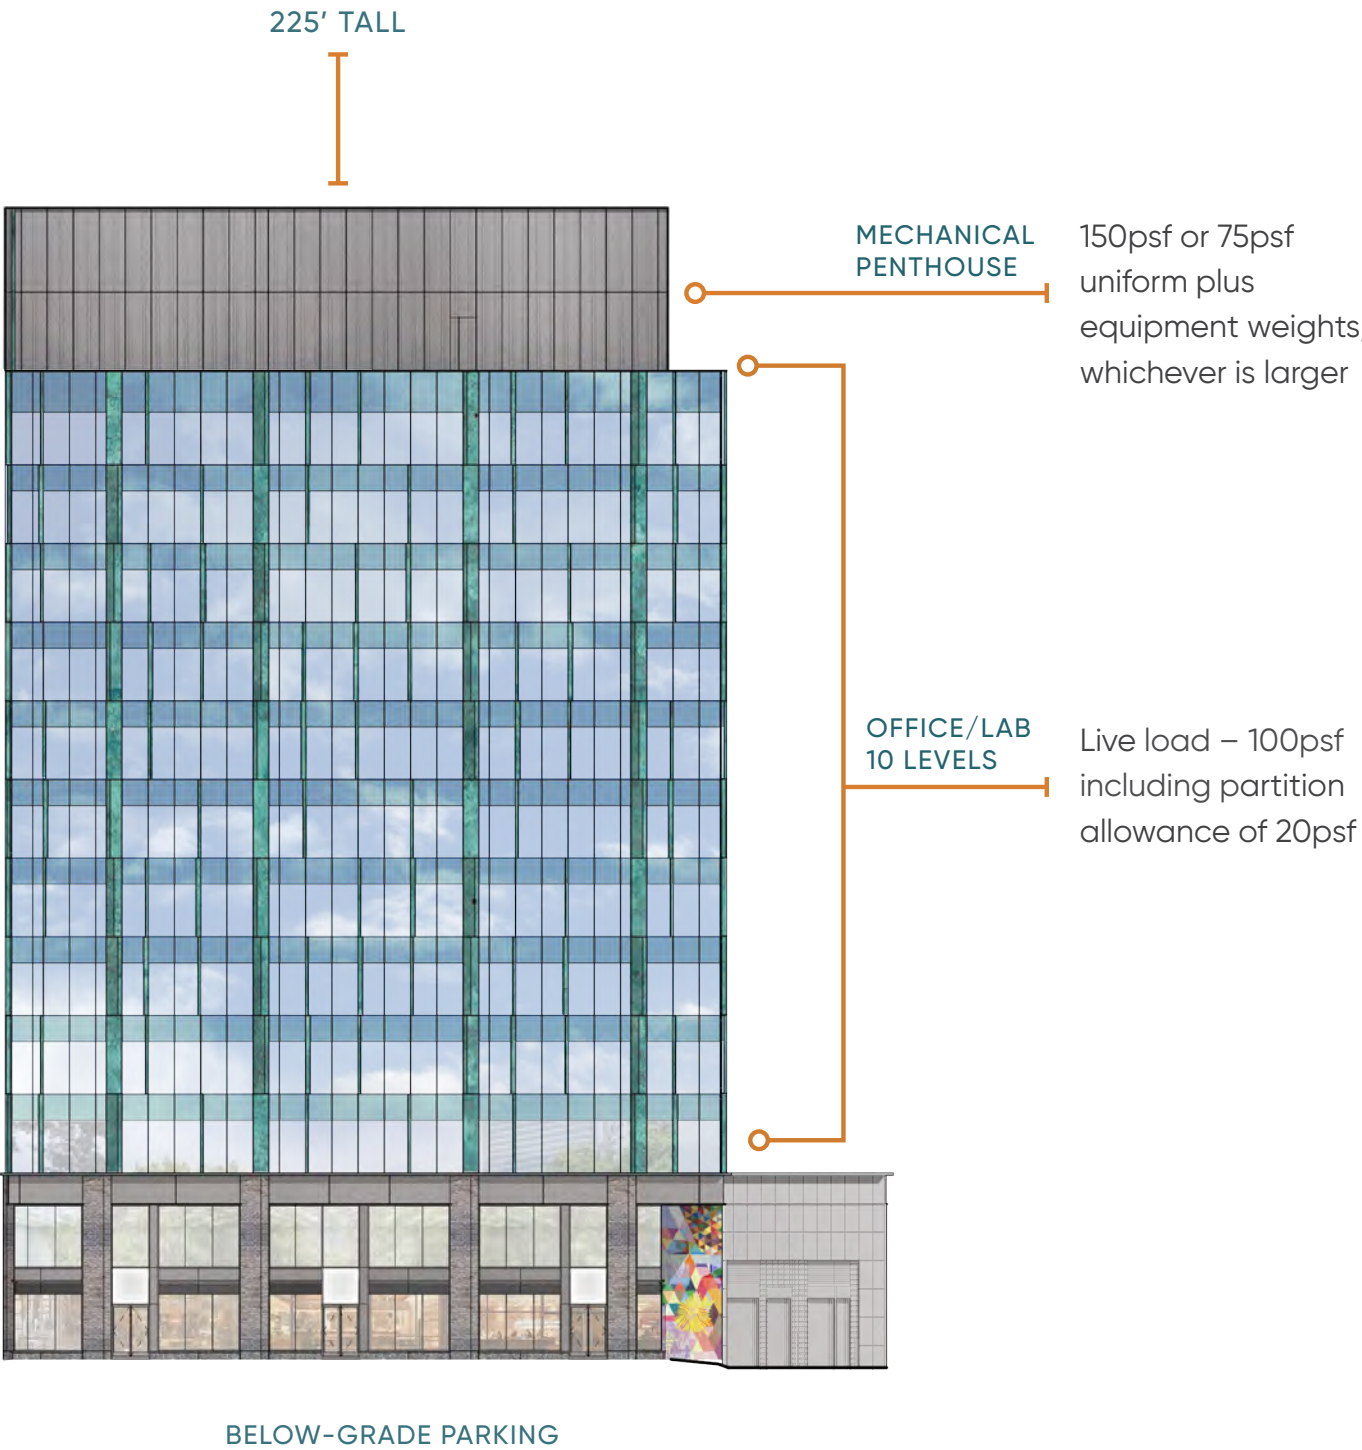 225' TALL
MECHANICAL
PENTHOUSE
150psf or 75psf
uniform plus
equipment weights,
whichever is larger
OFFICE/LAB
10 LEVELS
Live load – 100psf
including partition
allowance of 20psf
BELOW-GRADE PARKING